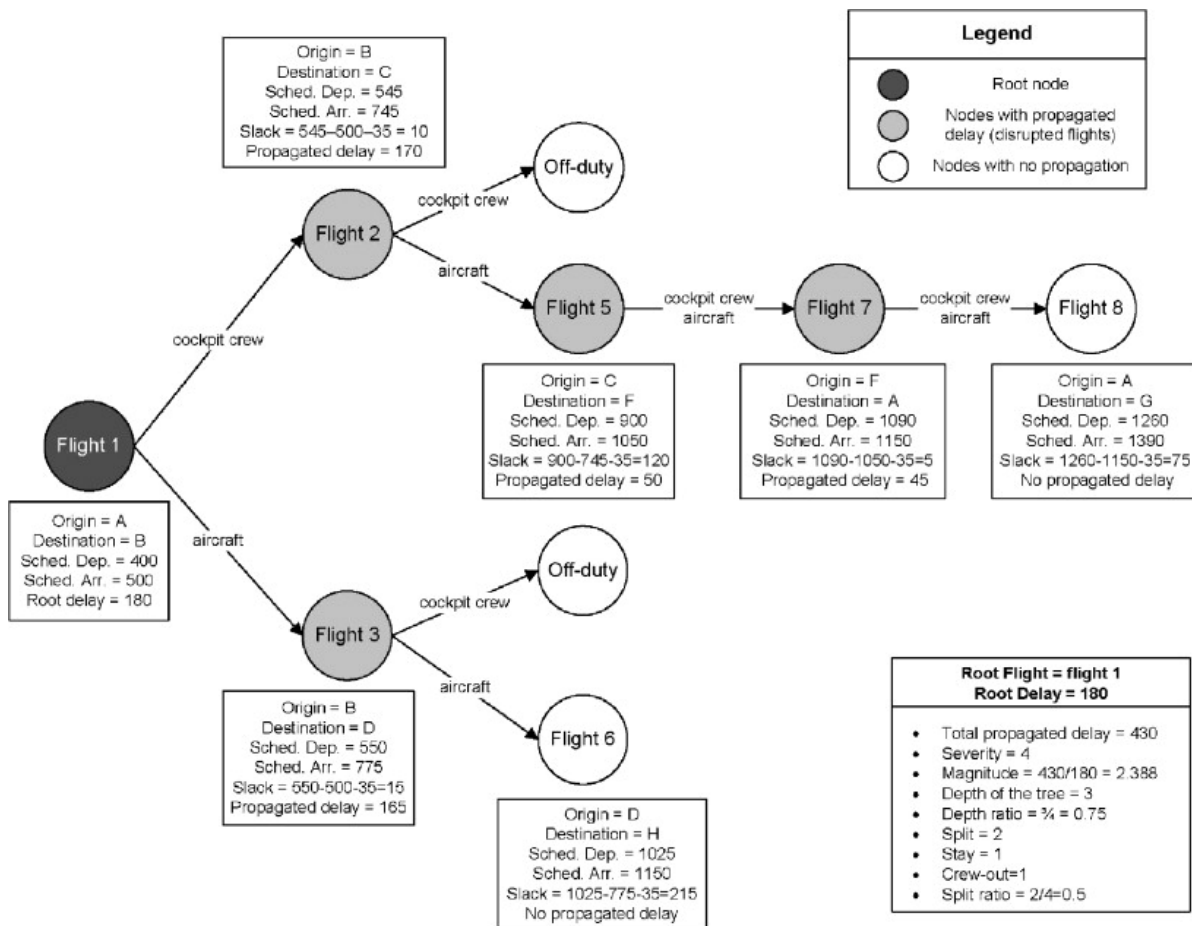 Origin = B
Destination = C
Sched. Dep. = 545
Sched. Arr. = 745
Slack = 545–500–35 = 10
Propagated delay = 170
Legend
Root node
Nodes with propagated
delay (disrupted flights)
Nodes with no propagation
Off-duty
cockpit crew
Flight 2
aircraft
Flight 5
cockpit crew
aircraft
Flight 7
cockpit crew
aircraft
Flight 8
cockpit crew
Origin = C
Destination = F
Sched. Dep. = 900
Sched. Arr. = 1050
Slack = 900-745-35=120
Propagated delay = 50
Origin = F
Destination = A
Sched. Dep. = 1090
Sched. Arr. = 1150
Slack = 1090-1050-35=5
Propagated delay = 45
Origin = A
Destination = G
Sched. Dep. = 1260
Sched. Arr. = 1390
Slack = 1260-1150-35=75
No propagated delay
Flight 1
Origin = A
Destination = B
Sched. Dep. = 400
Sched. Arr. = 500
Root delay = 180
aircraft
Off-duty
cockpit crew
Flight 3
aircraft
Flight 6
Origin = B
Destination = D
Sched. Dep. = 550
Sched. Arr. = 775
Slack = 550-500-35=15
Propagated delay = 165
Origin = D
Destination = H
Sched. Dep. = 1025
Sched. Arr. = 1150
Slack = 1025-775-35=215
No propagated delay
Root Flight = flight 1
Root Delay = 180
• Total propagated delay = 430
• Severity = 4
• Magnitude = 430/180 = 2.388
• Depth of the tree = 3
• Depth ratio = ¾ = 0.75
• Split = 2
• Stay = 1
• Crew-out=1
• Split ratio = 2/4=0.5